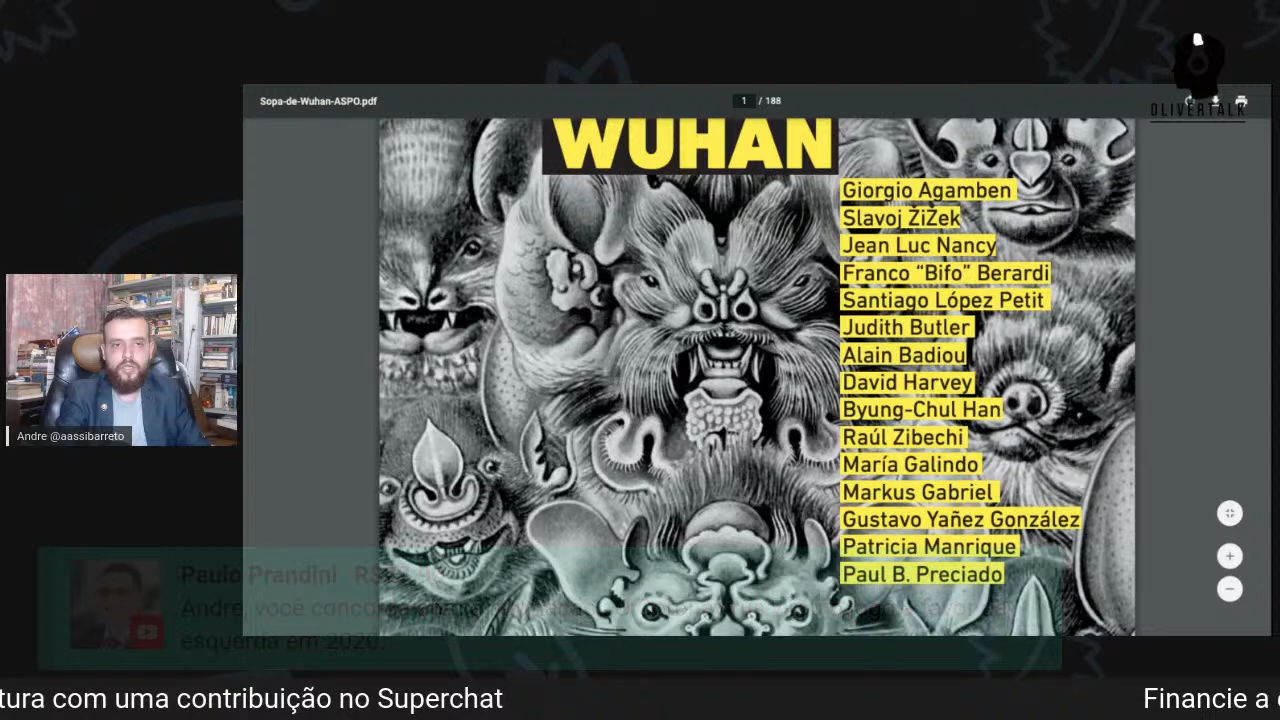 Sopa-de-Wuhan-ASPO.pdf
1 / 188
OLIVERTALK
WUHAN
Giorgio Agamben
Slavoj ŽiŽek
Jean Luc Nancy
Franco “Bifo” Berardi
Santiago López Petit
Judith Butler
Alain Badiou
David Harvey
Byung-Chul Han
Raúl Zibechi
María Galindo
Markus Gabriel
Gustavo Yañez González
Patricia Manrique
Paul B. Preciado
Andre @aassibarreto
Paulo Prandini
Andre, você
esquerda em 2020.
tura com uma contribuição no Superchat
Financie a